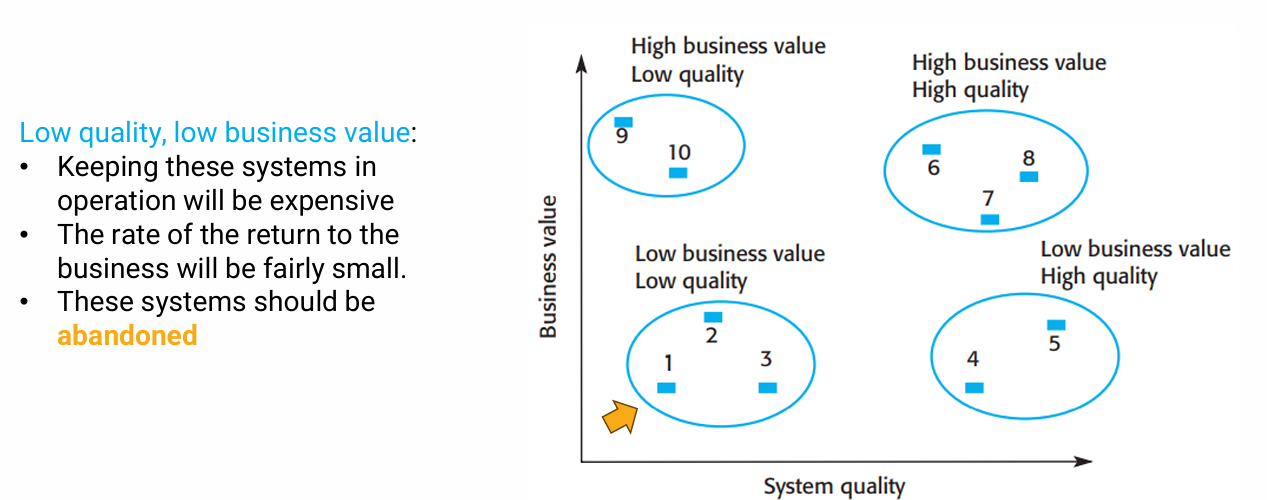 Low quality, low business value:
• Keeping these systems in
operation will be expensive
• The rate of the return to the
business will be fairly small.
• These systems should be
abandoned
High business value
Low quality
9
10
High business value
High quality
6
8
7
Business value
Low business value
Low quality
2
1
3
Low business value
High quality
5
4
System quality